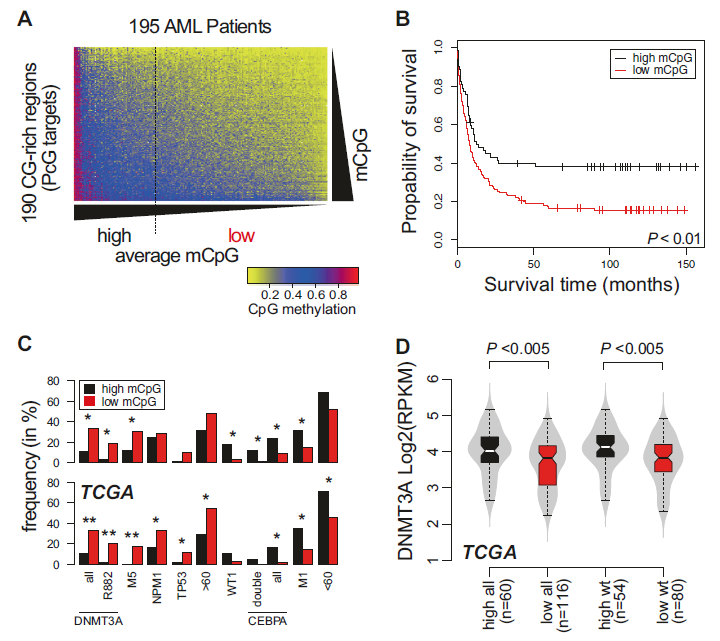 A
195 AML Patients
190 CG-rich regions
(PcG targets)
mCpG
high
low
average mCpG
0.2 0.4 0.6 0.8
CpG methylation
B
Propability of survival
1.0
0.8
0.6
0.4
0.2
0.0
high mCpG
low mCpG
P < 0.01
0
50
100
150
Survival time (months)
C
frequency (in %)
80
60
40
20
0
high mCpG
low mCpG
* * * * * * *
80
60
40
20
0
TCGA
** ** ** * * * * * *
all
R882
M5
NPM1
TP53
>60
WT1
double
all
M1
<60
DNMT3A
CEBPA
D
DNMT3A Log2(RPKM)
P <0.005
P <0.005
6
5
4
3
2
1
TCGA
high all
(n=60)
low all
(n=116)
high wt
(n=54)
low wt
(n=80)